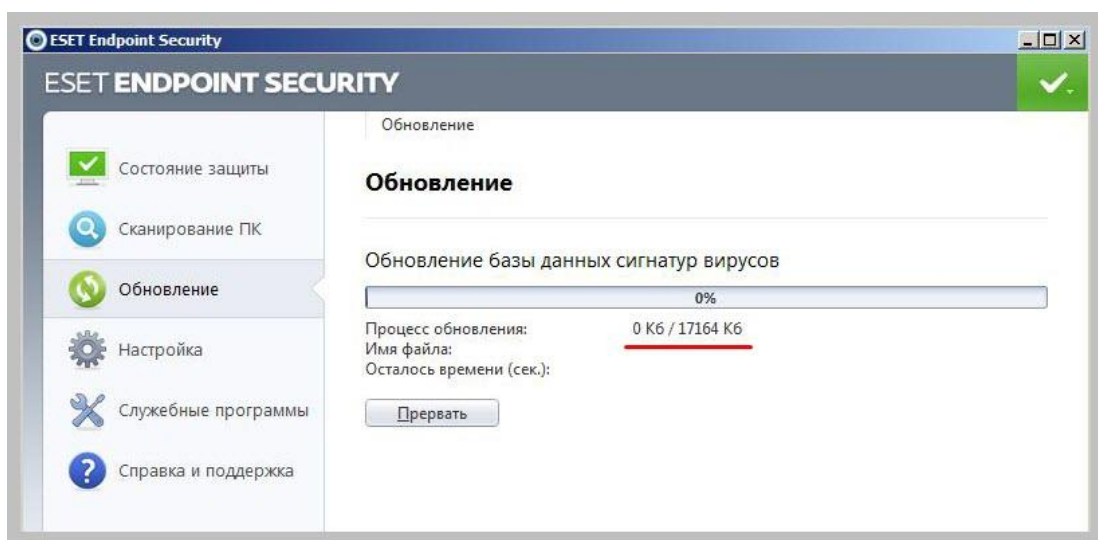 ESET Endpoint Security
ESET ENDPOINT SECURITY
Обновление
Состояние защиты
Сканирование ПК
Обновление
Настройка
Служебные программы
Справка и поддержка
Обновление
Обновление базы данных сигнатур вирусов
0%
Процесс обновления: 0 Кб / 17164 Кб
Имя файла:
Осталось времени (сек.):
Прервать